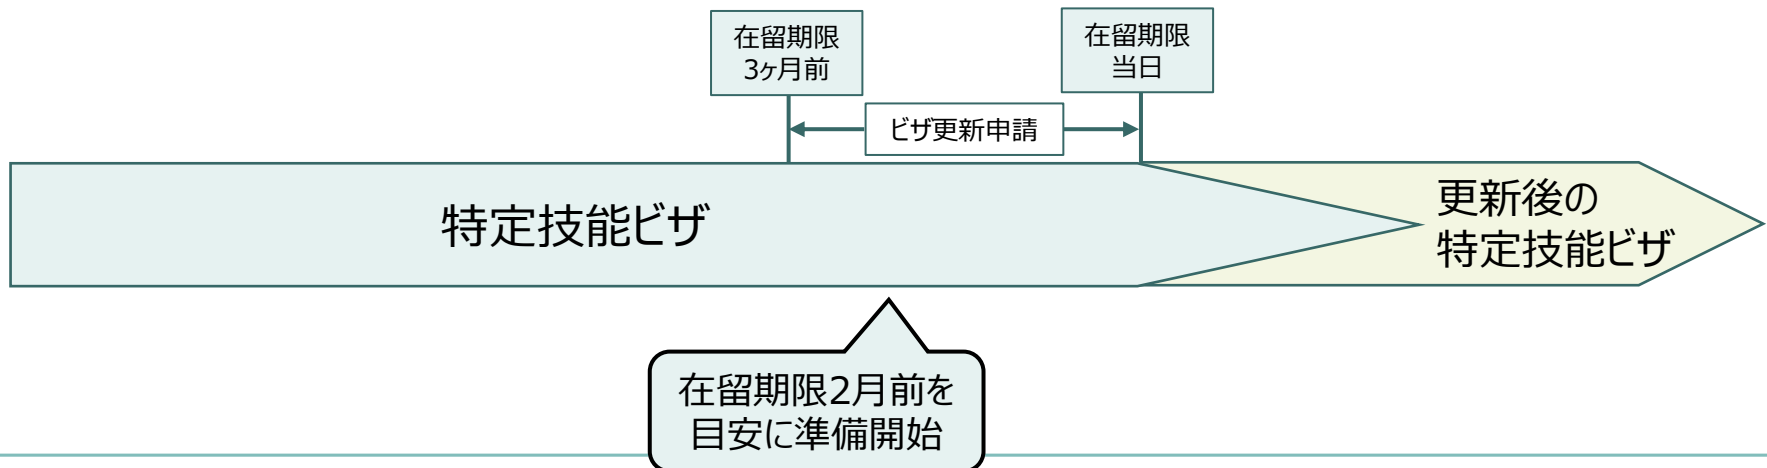 在留期限
3ヶ月前
在留期限
当日
ビザ更新申請
特定技能ビザ
更新後の
特定技能ビザ
在留期限2月前を
目安に準備開始